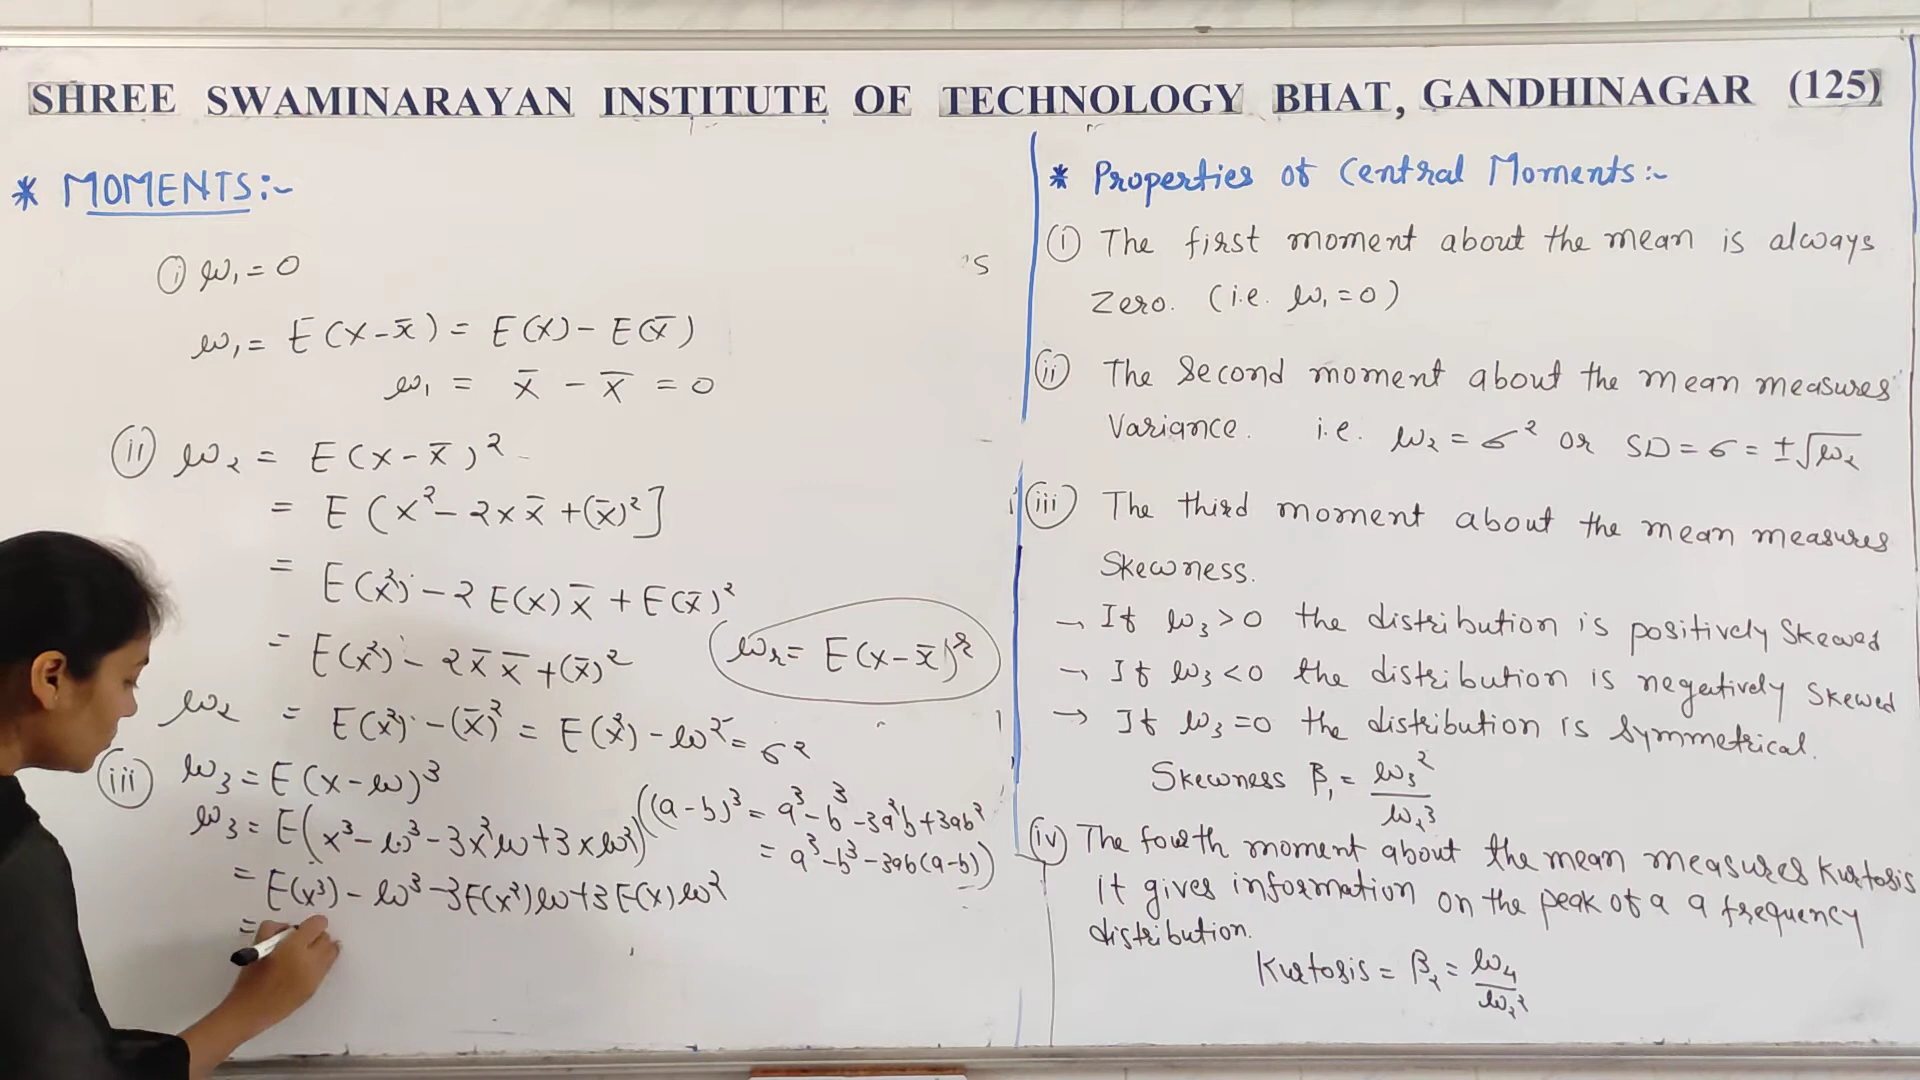 SHREE SWAMINARAYAN INSTITUTE OF TECHNOLOGY BHAT, GANDHINAGAR (125)
* MOMENTS:-
(i) μ₁ = 0
μ₁ = E(x-x̄) = E(x) - E(x̄)
μ₁ = x̄ - x̄ = 0
(ii) μ₂ = E(x-x̄)²
= E(x² - 2xx̄ + (x̄)²]
= E(x²) - 2E(x)x̄ + E(x̄)²
= E(x²) - 2x̄x̄ + (x̄)²
μᵣ = E(x-x̄)ʳ
μ₂ = E(x²) - (x̄)² = E(x²) - μ² = σ²
(iii) μ₃ = E(x-μ)³
μ₃ = E(x³ - μ³ - 3x²μ + 3xμ²) ((a-b)³ = a³ - b³ - 3a²b + 3ab²
= a³ - b³ - 3ab(a-b))
= E(x³) - μ³ - 3E(x²)μ + 3E(x)μ²
=
* Properties of Central Moments:-
(i) The first moment about the mean is always
Zero. (i.e. μ₁ = 0)
(ii) The Second moment about the mean measures
Variance. i.e. μ₂ = σ² or SD = σ = ±√μ₂
(iii) The third moment about the mean measures
Skewness.
→ If μ₃>0 the distribution is positively Skewed
→ If μ₃<0 the distribution is negatively Skewed
→ If μ₃=0 the distribution is Symmetrical.
Skewness β₁ = μ₃²/μ₂³
(iv) The fourth moment about the mean measures Kurtosis
it gives information on the peak of a a frequency
distribution.
Kurtosis = β₂ = μ₄/μ₂²